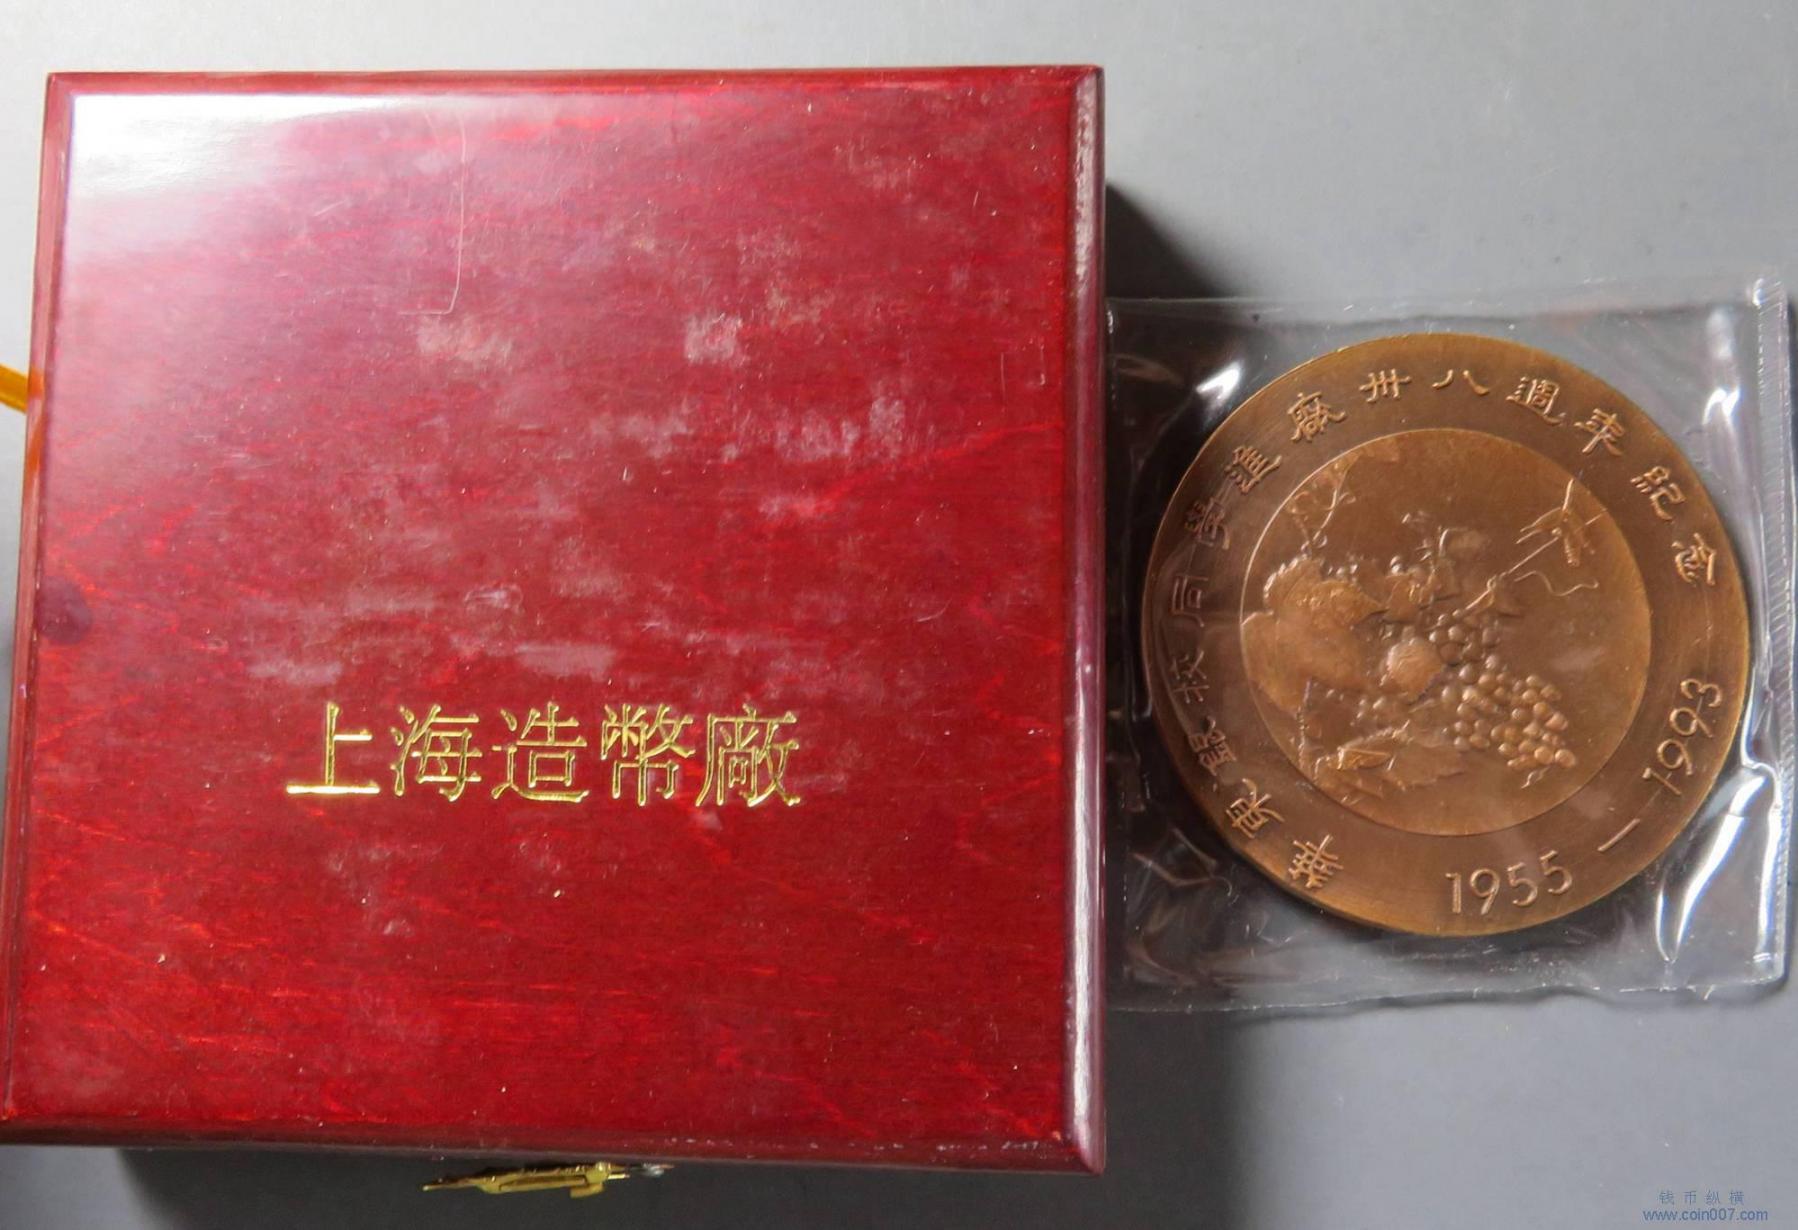 上海造幣廠
華東銀校同學進廠卅八週年紀念
1955—1993
钱币纵横
www.coin007.com